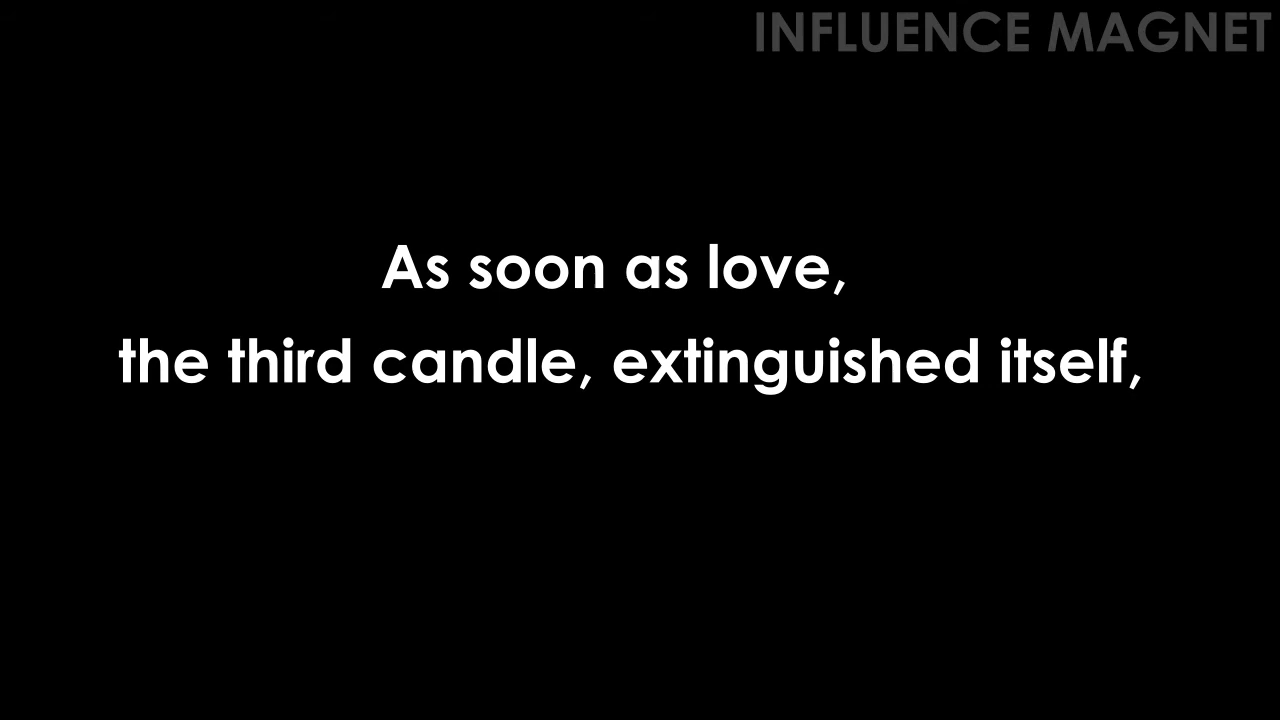 INFLUENCE MAGNET
As soon as love,
the third candle, extinguished itself,